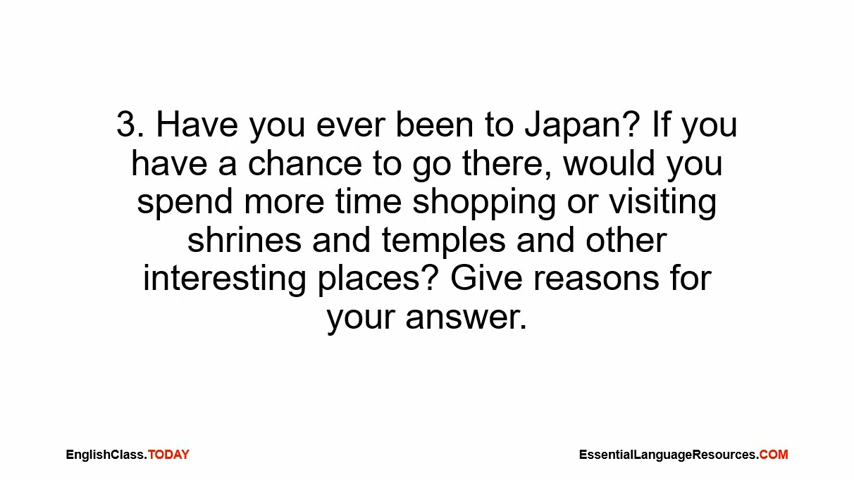 3. Have you ever been to Japan? If you
have a chance to go there, would you
spend more time shopping or visiting
shrines and temples and other
interesting places? Give reasons for
your answer.
EnglishClass.TODAY
EssentialLanguageResources.COM